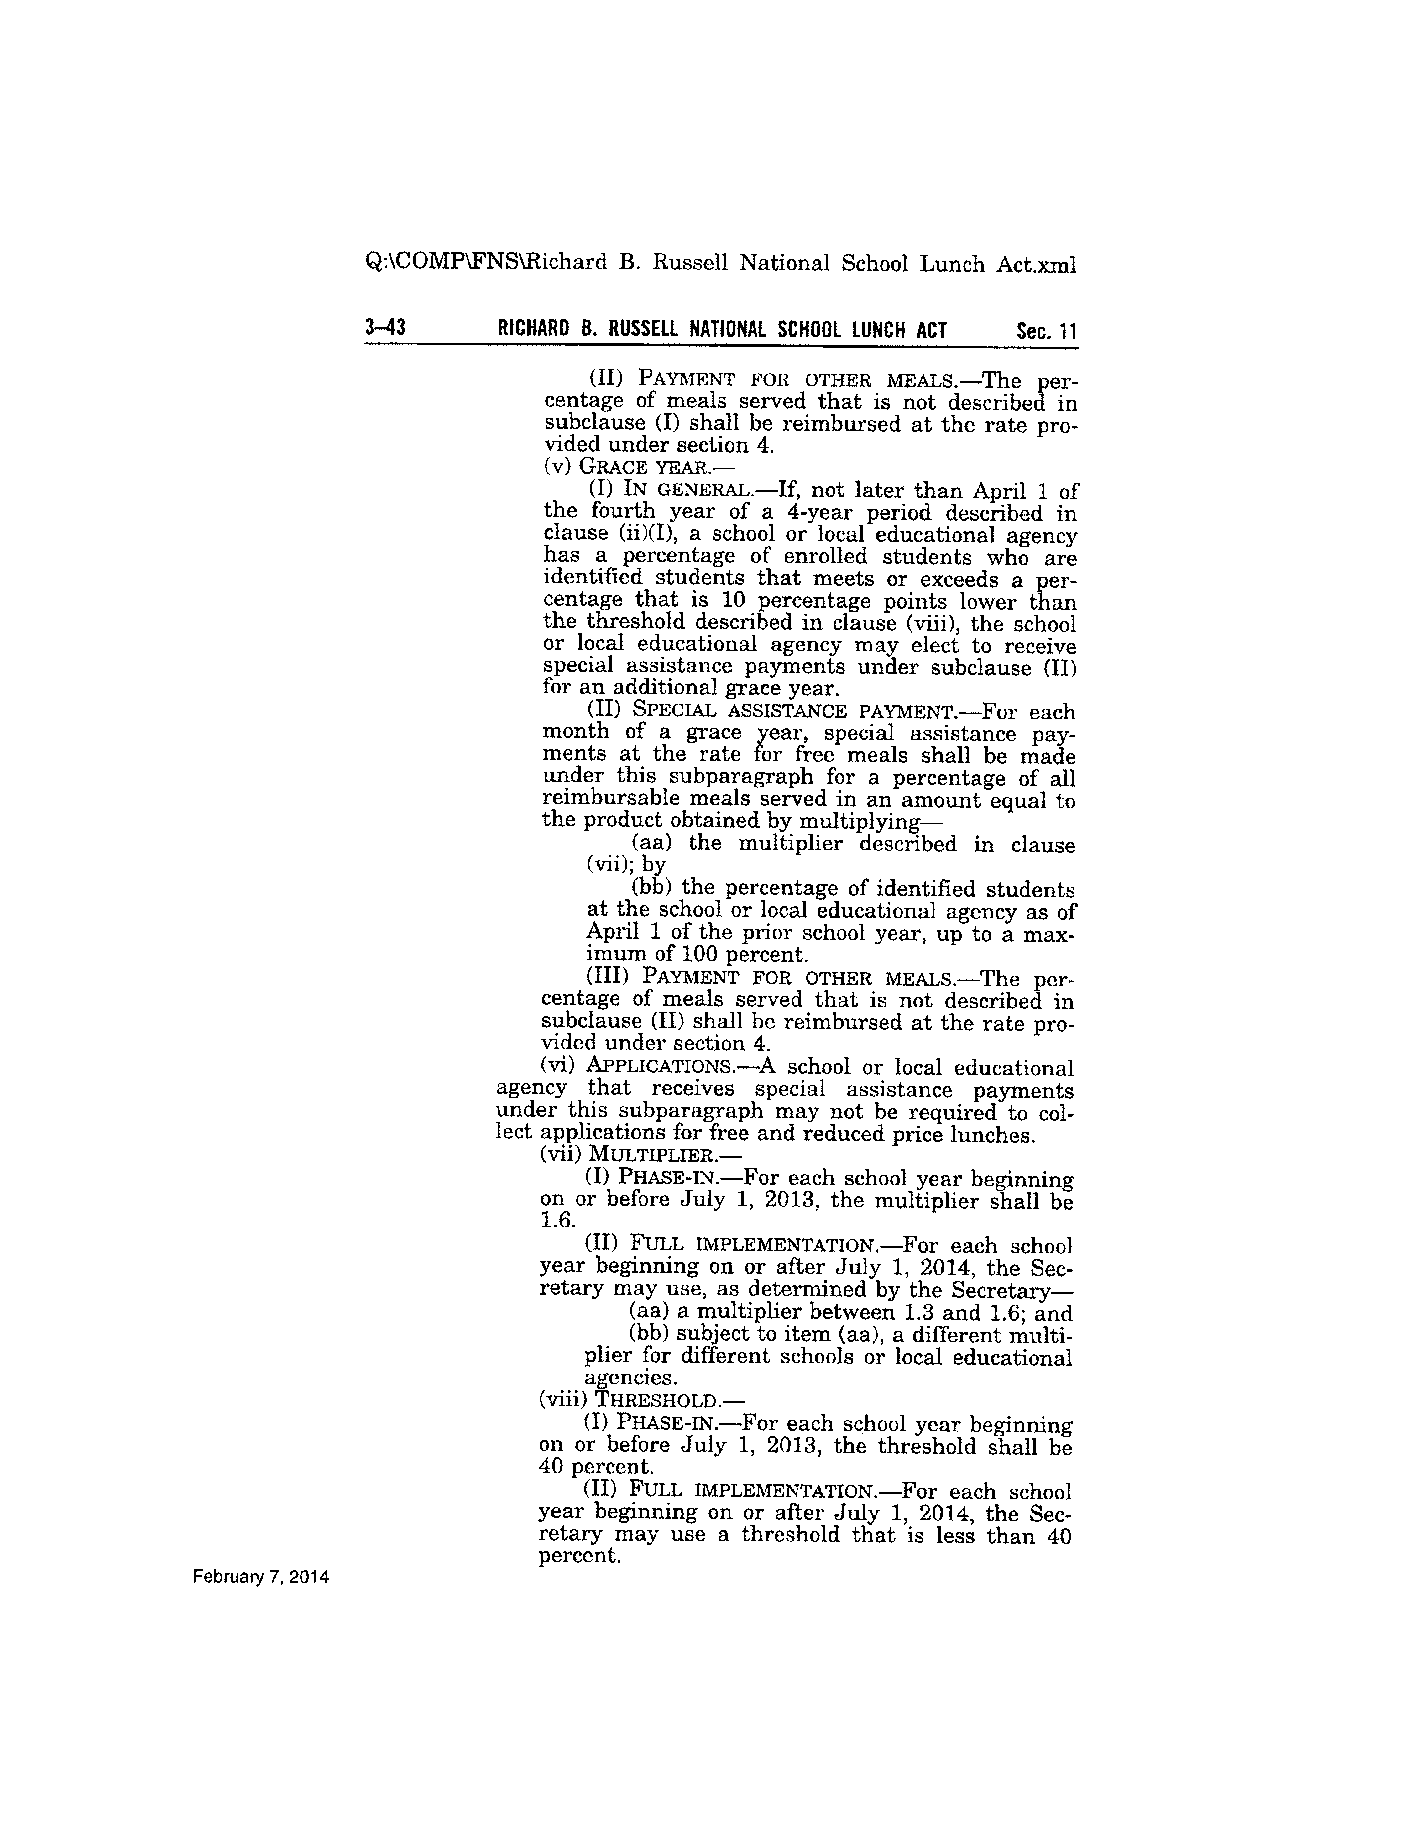 Q:\COMP\FNS\Richard B. Russell National School Lunch Act.xml
3–43 RICHARD B. RUSSELL NATIONAL SCHOOL LUNCH ACT Sec. 11
(II) PAYMENT FOR OTHER MEALS.—The per-
centage of meals served that is not described in
subclause (I) shall be reimbursed at the rate pro-
vided under section 4.
(v) GRACE YEAR.—
(I) IN GENERAL.—If, not later than April 1 of
the fourth year of a 4-year period described in
clause (ii)(I), a school or local educational agency
has a percentage of enrolled students who are
identified students that meets or exceeds a per-
centage that is 10 percentage points lower than
the threshold described in clause (viii), the school
or local educational agency may elect to receive
special assistance payments under subclause (II)
for an additional grace year.
(II) SPECIAL ASSISTANCE PAYMENT.—For each
month of a grace year, special assistance pay-
ments at the rate for free meals shall be made
under this subparagraph for a percentage of all
reimbursable meals served in an amount equal to
the product obtained by multiplying—
(aa) the multiplier described in clause
(vii); by
(bb) the percentage of identified students
at the school or local educational agency as of
April 1 of the prior school year, up to a max-
imum of 100 percent.
(III) PAYMENT FOR OTHER MEALS.—The per-
centage of meals served that is not described in
subclause (II) shall be reimbursed at the rate pro-
vided under section 4.
(vi) APPLICATIONS.—A school or local educational
agency that receives special assistance payments
under this subparagraph may not be required to col-
lect applications for free and reduced price lunches.
(vii) MULTIPLIER.—
(I) PHASE-IN.—For each school year beginning
on or before July 1, 2013, the multiplier shall be
1.6.
(II) FULL IMPLEMENTATION.—For each school
year beginning on or after July 1, 2014, the Sec-
retary may use, as determined by the Secretary—
(aa) a multiplier between 1.3 and 1.6; and
(bb) subject to item (aa), a different multi-
plier for different schools or local educational
agencies.
(viii) THRESHOLD.—
(I) PHASE-IN.—For each school year beginning
on or before July 1, 2013, the threshold shall be
40 percent.
(II) FULL IMPLEMENTATION.—For each school
year beginning on or after July 1, 2014, the Sec-
retary may use a threshold that is less than 40
percent.
February 7, 2014